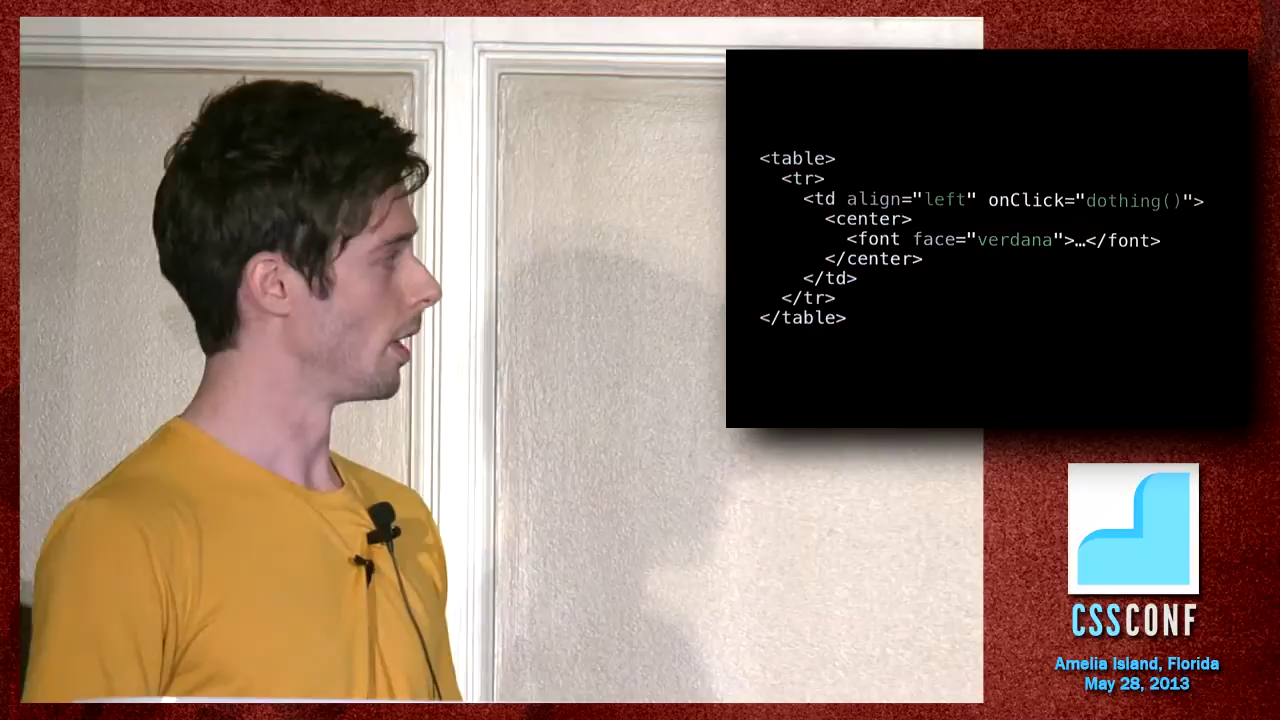 <table>
  <tr>
    <td align="left" onClick="dothing()">
      <center>
        <font face="verdana">…</font>
      </center>
    </td>
  </tr>
</table>
CSSCONF
Amelia Island, Florida
May 28, 2013